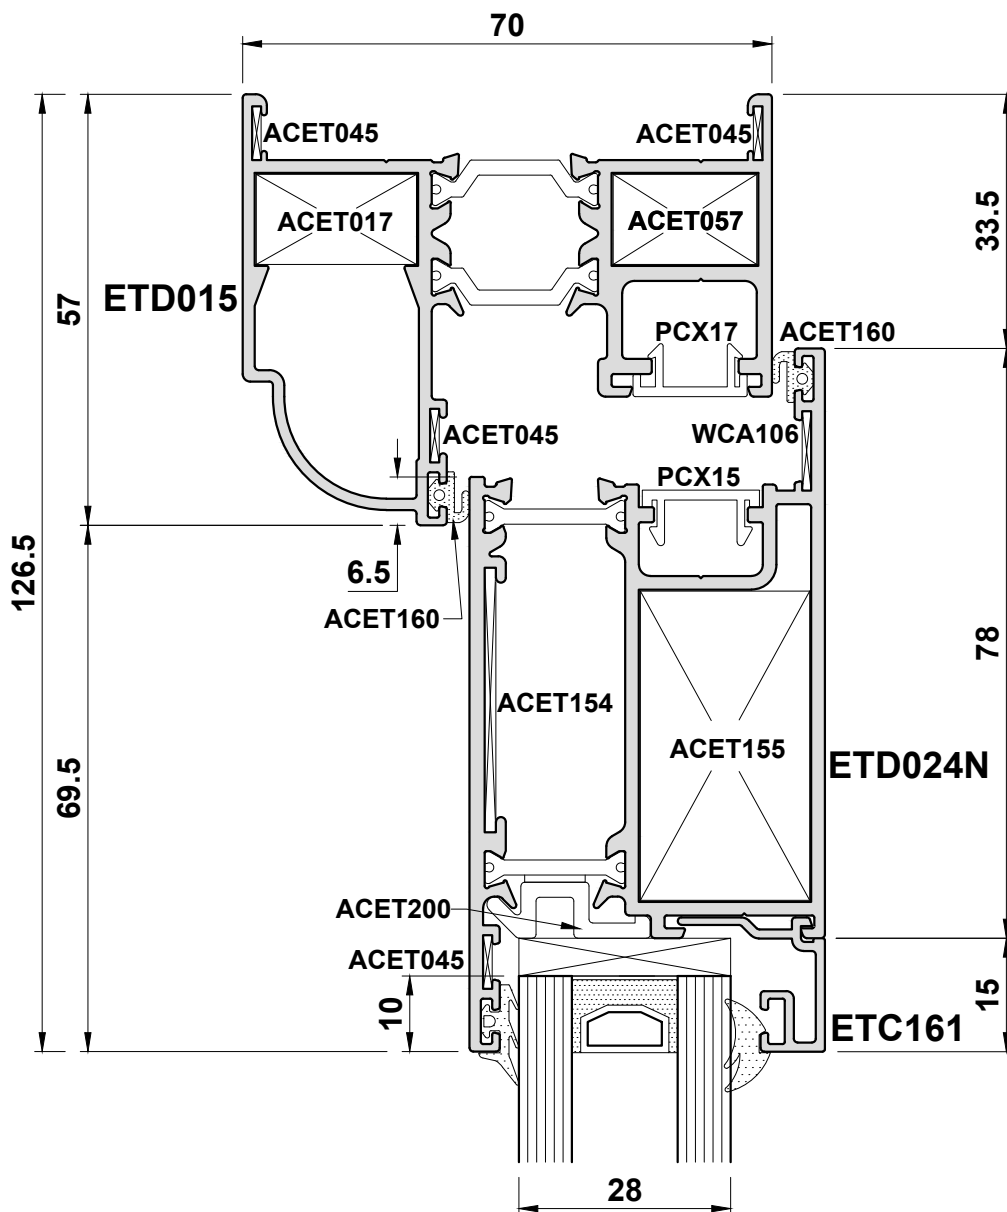 70
ACET045
ACET045
ACET017
ACET057
33.5
57
ETD015
PCX17
ACET160
ACET045
WCA106
PCX15
126.5
6.5
ACET160
78
ACET154
ACET155
ETD024N
69.5
ACET200
ACET045
10
15
ETC161
28